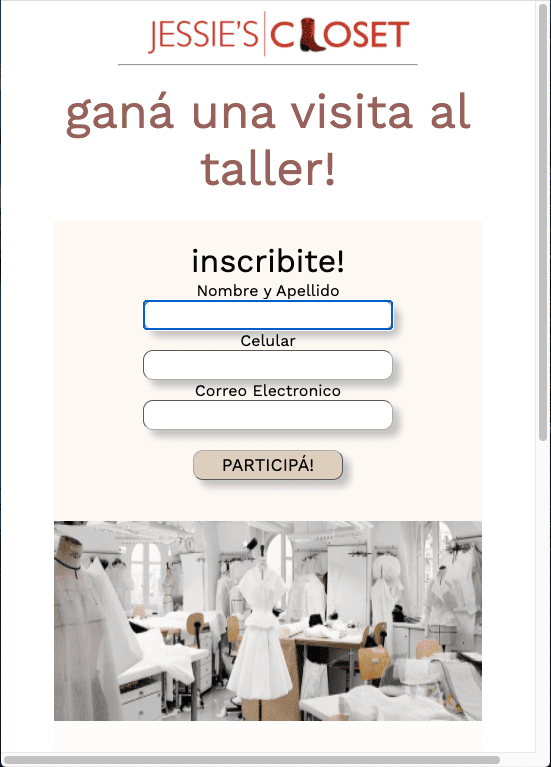 JESSIE'S CLOSET
ganá una visita al
taller!
inscribite!
Nombre y Apellido
Celular
Correo Electronico
PARTICIPÁ!